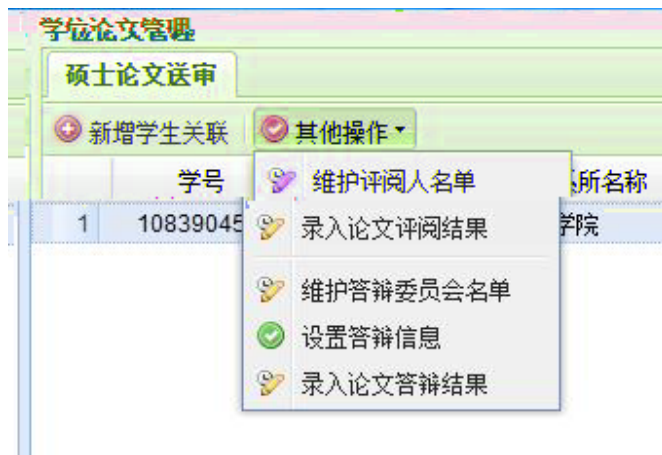 学位论文管理
硕士论文送审
新增学生关联 其他操作
学号 所名称
1 10839045 学院
维护评阅人名单
录入论文评阅结果
维护答辩委员会名单
设置答辩信息
录入论文答辩结果